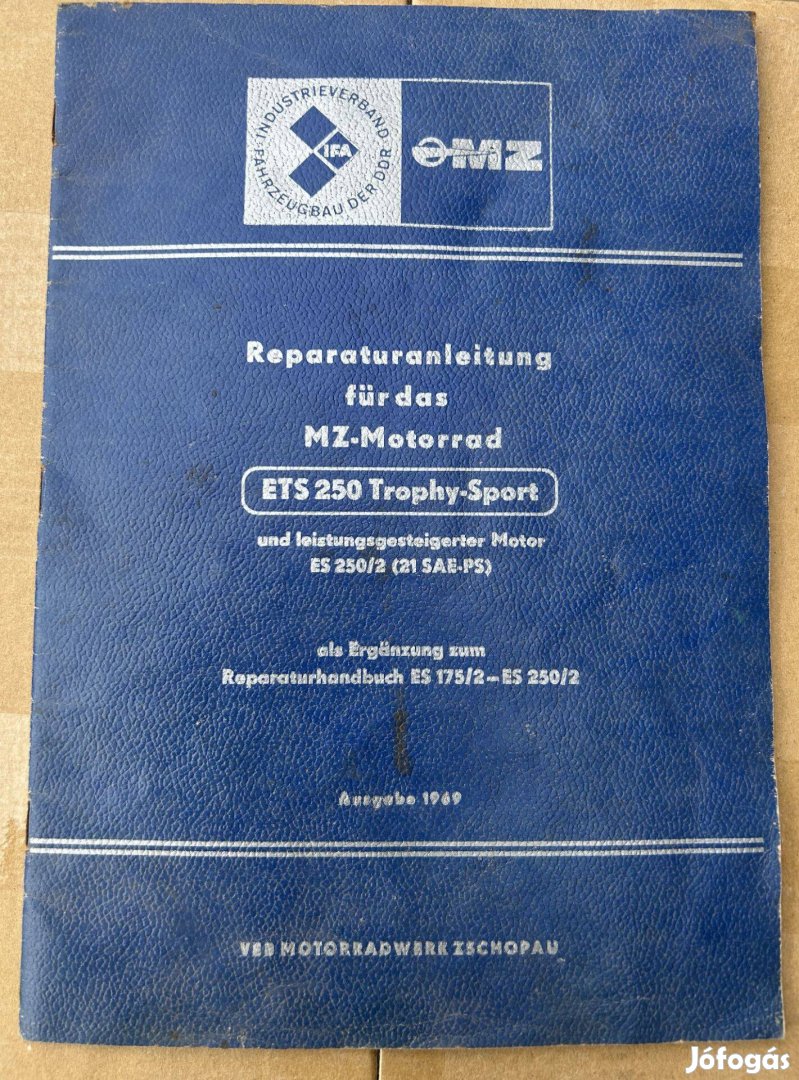 INDUSTRIEVERBAND
FAHRZEUGBAU DER DDR
IFA
MZ
Reparaturanleitung
für das
MZ-Motorrad
ETS 250 Trophy-Sport
und leistungsgesteigerter Motor
ES 250/2 (21 SAE-PS)
als Ergänzung zum
Reparaturhandbuch ES 175/2 – ES 250/2
Ausgabe 1969
VEB MOTORRADWERK ZSCHOPAU
Jófogás